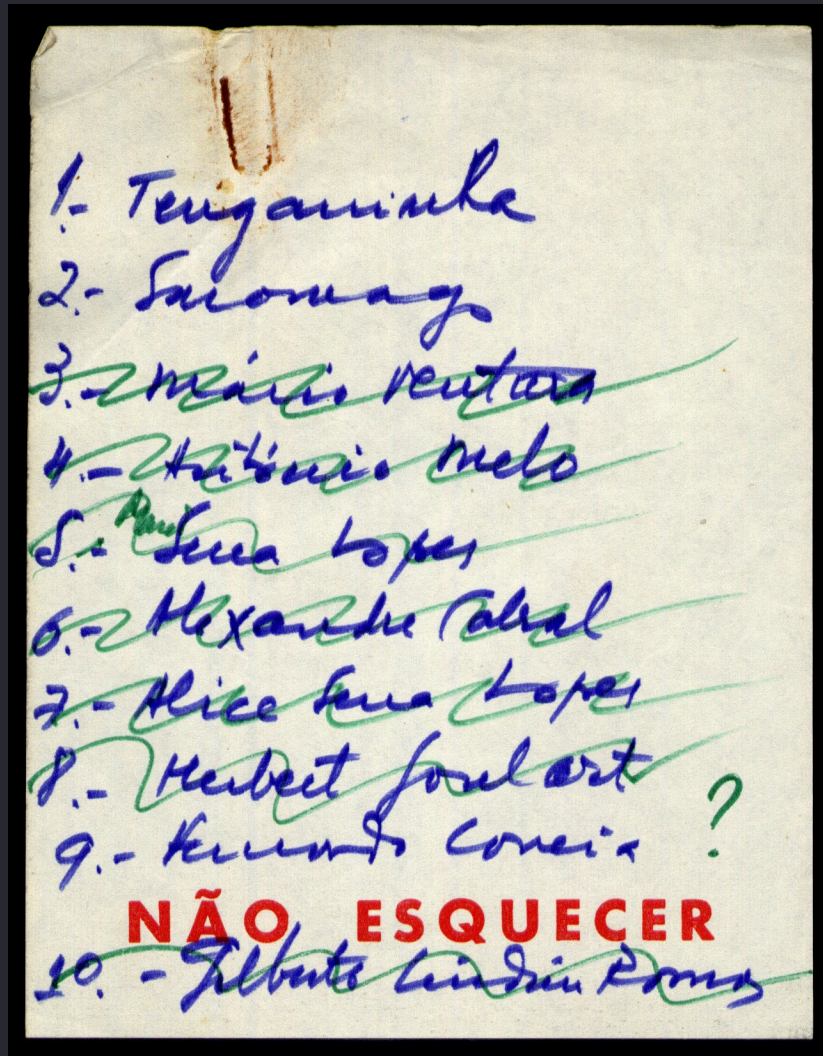 1.- Tengarrinha
2.- Saramago
3.- Mário Ventura
4.- António Melo
5.- Sena Lopes
6.- Alexandre Cabral
7.- Alice Sena Lopes
8.- Herbert Goulart
9.- Fernando Correia ?
NÃO ESQUECER
10.- Gilberto Lindim Ramos